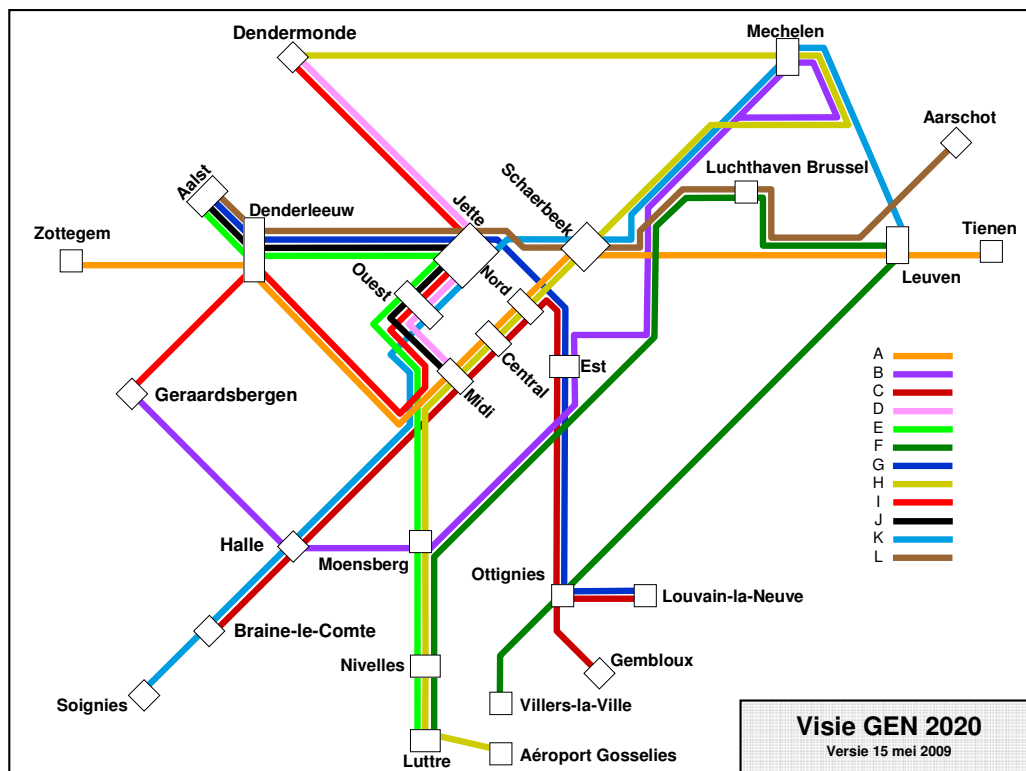 Dendermonde
Mechelen
Aarschot
Luchthaven Brussel
Schaerbeek
Aalst
Denderleeuw
Jette
Zottegem
Tienen
Leuven
Ouest
Nord
Central
Est
Midi
Geraardsbergen
A
B
C
D
E
F
G
H
I
J
K
L
Halle
Moensberg
Ottignies
Louvain-la-Neuve
Braine-le-Comte
Nivelles
Gembloux
Soignies
Villers-la-Ville
Luttre
Aéroport Gosselies
Visie GEN 2020
Versie 15 mei 2009